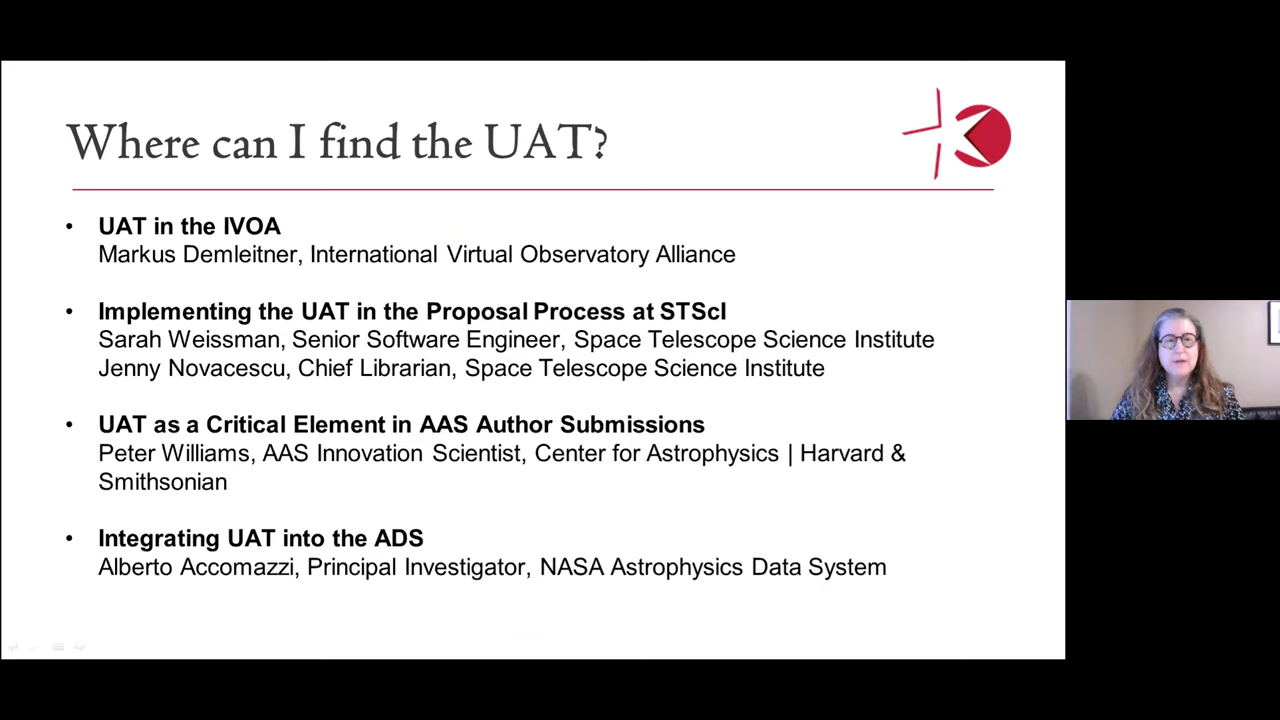 Where can I find the UAT?
• UAT in the IVOA
Markus Demleitner, International Virtual Observatory Alliance
• Implementing the UAT in the Proposal Process at STScI
Sarah Weissman, Senior Software Engineer, Space Telescope Science Institute
Jenny Novacescu, Chief Librarian, Space Telescope Science Institute
• UAT as a Critical Element in AAS Author Submissions
Peter Williams, AAS Innovation Scientist, Center for Astrophysics | Harvard &
Smithsonian
• Integrating UAT into the ADS
Alberto Accomazzi, Principal Investigator, NASA Astrophysics Data System